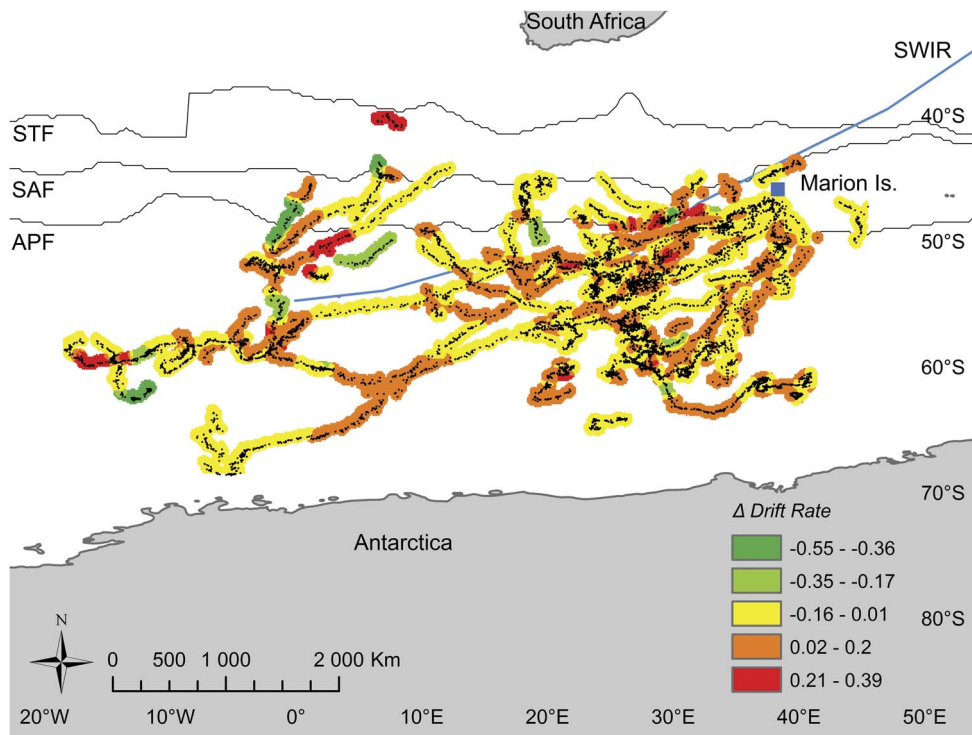 South Africa
SWIR
40°S
STF
SAF
Marion Is.
APF
50°S
60°S
70°S
Antarctica
Δ Drift Rate
-0.55 - -0.36
-0.35 - -0.17
-0.16 - 0.01
0.02 - 0.2
0.21 - 0.39
80°S
N
0 500 1 000 2 000 Km
20°W 10°W 0° 10°E 20°E 30°E 40°E 50°E